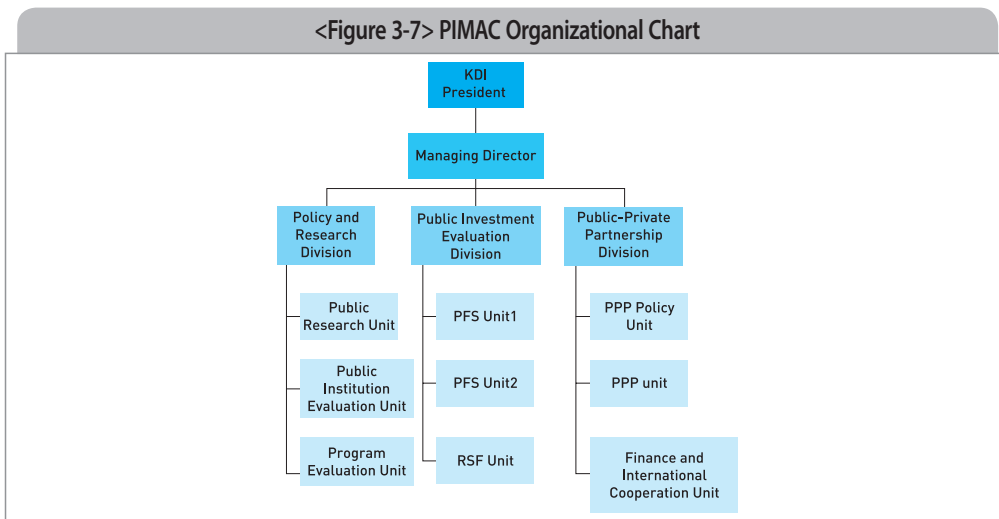 <Figure 3-7> PIMAC Organizational Chart
KDI
President
Managing Director
Policy and
Research
Division
Public Investment
Evaluation
Division
Public-Private
Partnership
Division
Public
Research Unit
Public
Institution
Evaluation Unit
Program
Evaluation Unit
PFS Unit1
PFS Unit2
RSF Unit
PPP Policy
Unit
PPP unit
Finance and
International
Cooperation Unit